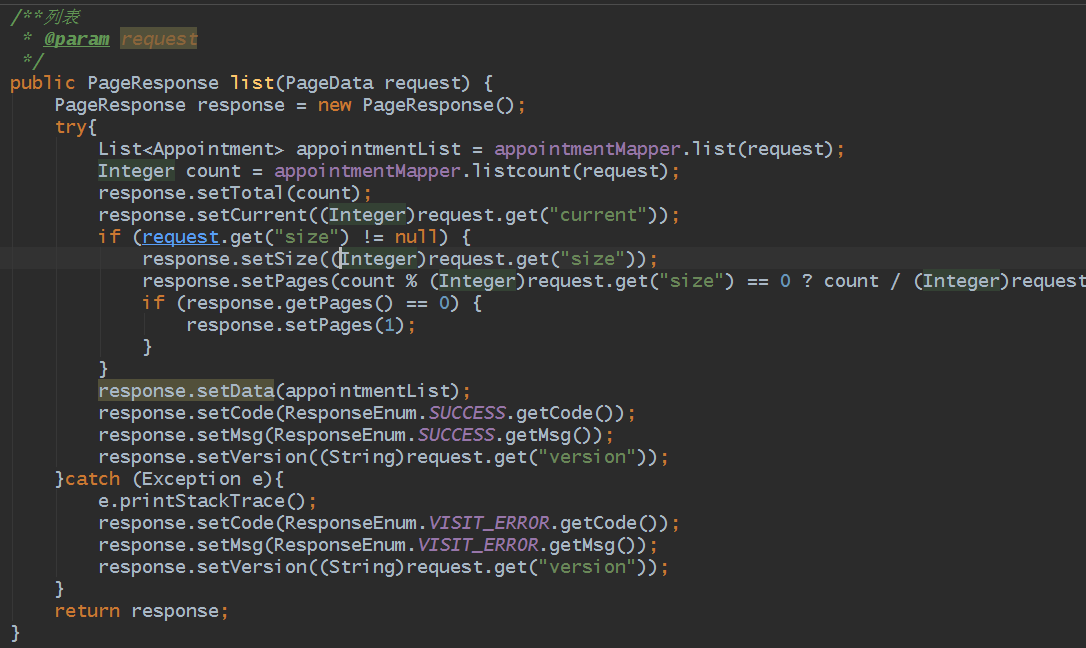 /**列表
 * @param request
 */
public PageResponse list(PageData request) {
    PageResponse response = new PageResponse();
    try{
        List<Appointment> appointmentList = appointmentMapper.list(request);
        Integer count = appointmentMapper.listcount(request);
        response.setTotal(count);
        response.setCurrent((Integer)request.get("current"));
        if (request.get("size") != null) {
            response.setSize((Integer)request.get("size"));
            response.setPages(count % (Integer)request.get("size") == 0 ? count / (Integer)request
            if (response.getPages() == 0) {
                response.setPages(1);
            }
        }
        response.setData(appointmentList);
        response.setCode(ResponseEnum.SUCCESS.getCode());
        response.setMsg(ResponseEnum.SUCCESS.getMsg());
        response.setVersion((String)request.get("version"));
    }catch (Exception e){
        e.printStackTrace();
        response.setCode(ResponseEnum.VISIT_ERROR.getCode());
        response.setMsg(ResponseEnum.VISIT_ERROR.getMsg());
        response.setVersion((String)request.get("version"));
    }
    return response;
}